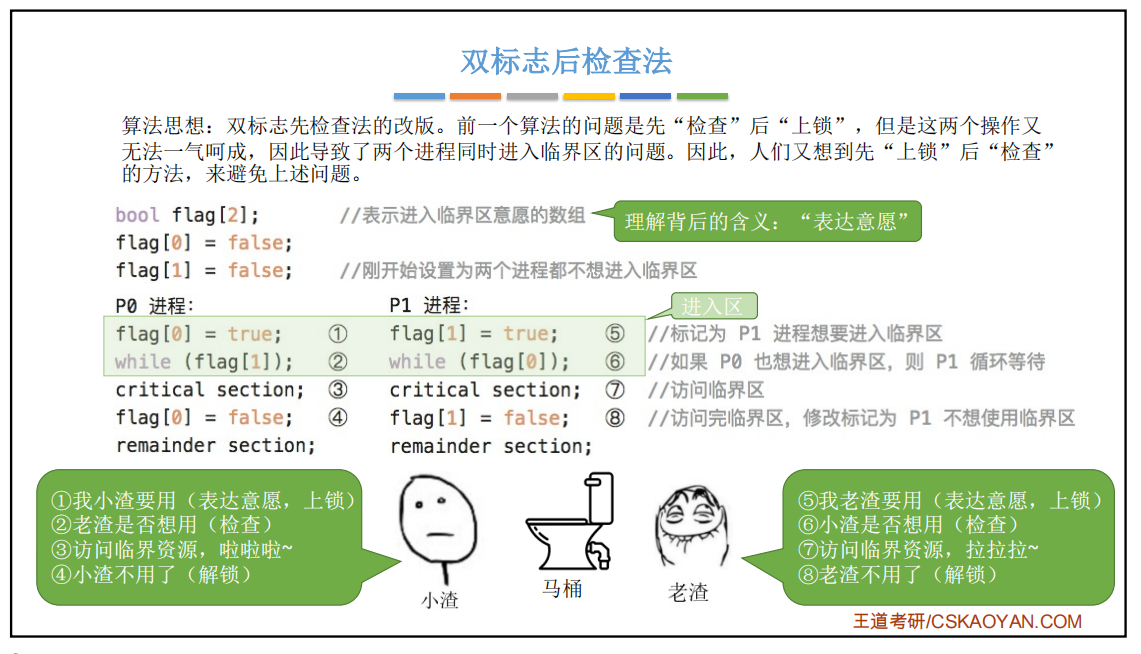 双标志后检查法
算法思想：双标志先检查法的改版。前一个算法的问题是先“检查”后“上锁”，但是这两个操作又
无法一气呵成，因此导致了两个进程同时进入临界区的问题。因此，人们又想到先“上锁”后“检查”
的方法，来避免上述问题。
bool flag[2]; //表示进入临界区意愿的数组
理解背后的含义：“表达意愿”
flag[0] = false;
flag[1] = false; //刚开始设置为两个进程都不想进入临界区
P0 进程: P1 进程:
进入区
flag[0] = true; ① flag[1] = true; ⑤ //标记为 P1 进程想要进入临界区
while (flag[1]); ② while (flag[0]); ⑥ //如果 P0 也想进入临界区，则 P1 循环等待
critical section; ③ critical section; ⑦ //访问临界区
flag[0] = false; ④ flag[1] = false; ⑧ //访问完临界区，修改标记为 P1 不想使用临界区
remainder section; remainder section;
①我小渣要用（表达意愿，上锁）
②老渣是否想用（检查）
③访问临界资源，啦啦啦~
④小渣不用了（解锁）
小渣
马桶
老渣
⑤我老渣要用（表达意愿，上锁）
⑥小渣是否想用（检查）
⑦访问临界资源，拉拉拉~
⑧老渣不用了（解锁）
王道考研/CSKAOYAN.COM